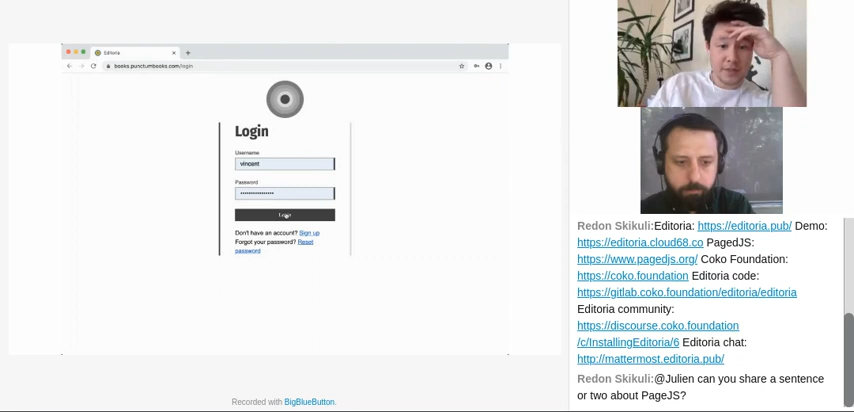 Editoria
books.punctumbooks.com/login
Login
Username
vincent
Password
Login
Don't have an account? Sign up
Forgot your password? Reset
password
Recorded with BigBlueButton.
Redon Skikuli:Editoria: https://editoria.pub/ Demo:
https://editoria.cloud68.co PagedJS:
https://www.pagedjs.org/ Coko Foundation:
https://coko.foundation Editoria code:
https://gitlab.coko.foundation/editoria/editoria
Editoria community:
https://discourse.coko.foundation
/c/InstallingEditoria/6 Editoria chat:
http://mattermost.editoria.pub/
Redon Skikuli:@Julien can you share a sentence
or two about PageJS?